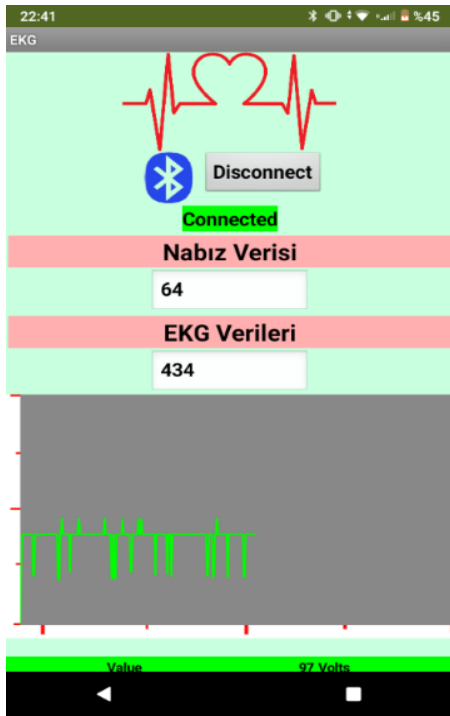 22:41 %45
EKG
Disconnect
Connected
Nabız Verisi
64
EKG Verileri
434
Value 97 Volts